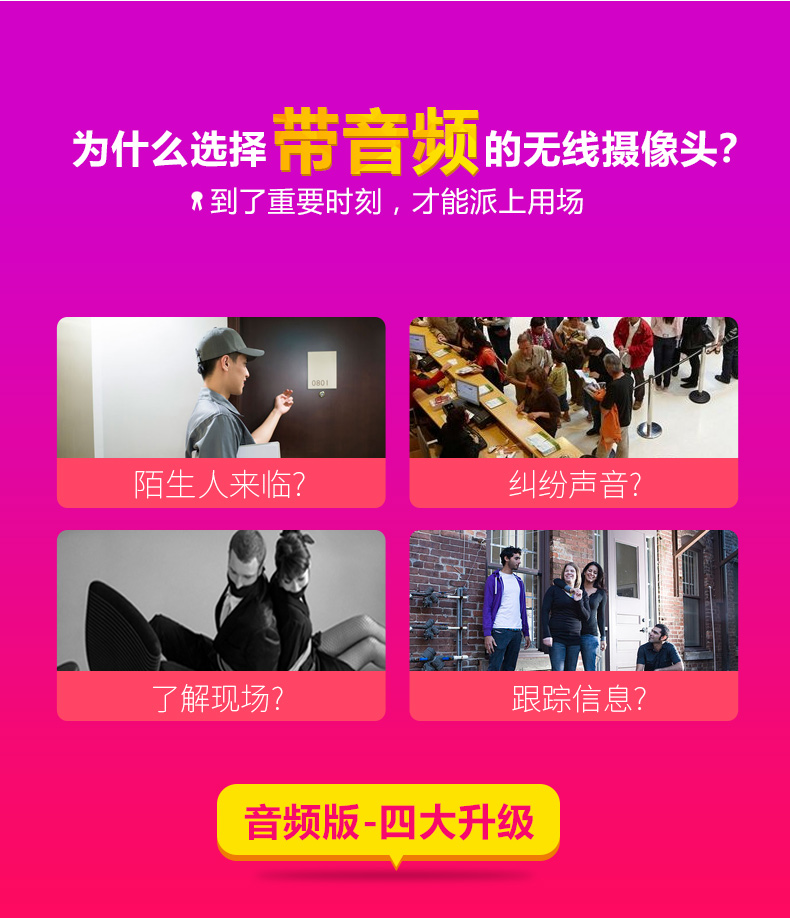 为什么选择带音频的无线摄像头?
到了重要时刻，才能派上用场
0801
陌生人来临?
纠纷声音?
了解现场?
跟踪信息?
音频版-四大升级